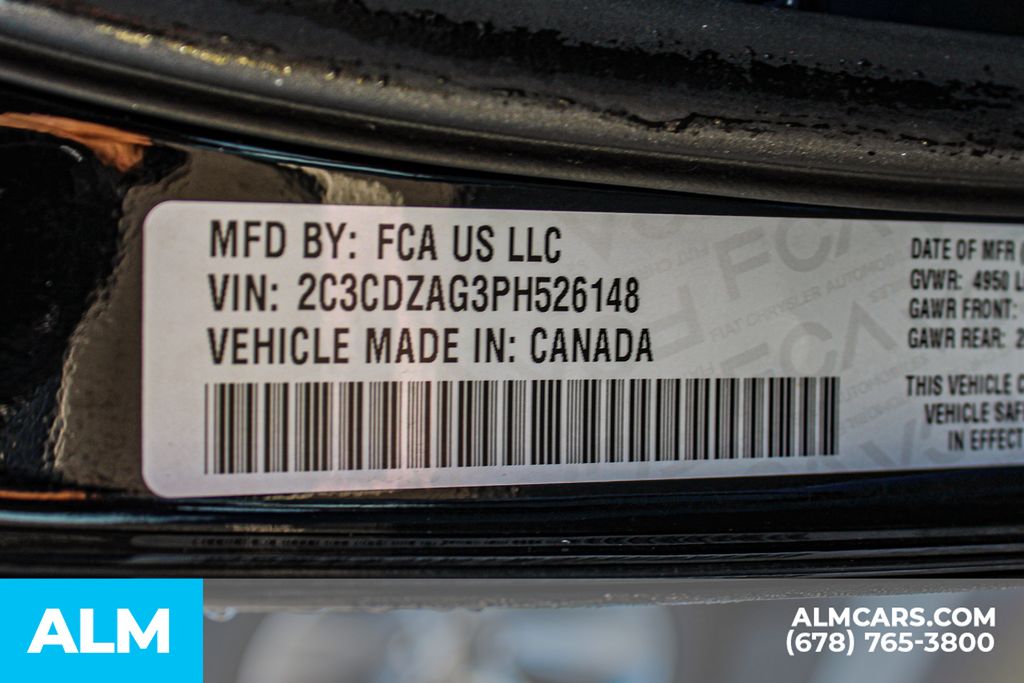 MFD BY: FCA US LLC
VIN: 2C3CDZAG3PH526148
VEHICLE MADE IN: CANADA
DATE OF MFR
GVWR: 4950 L
GAWR FRONT:
GAWR REAR: 2
THIS VEHICLE C
VEHICLE SAF
IN EFFECT
ALM
ALMCARS.COM
(678) 765-3800